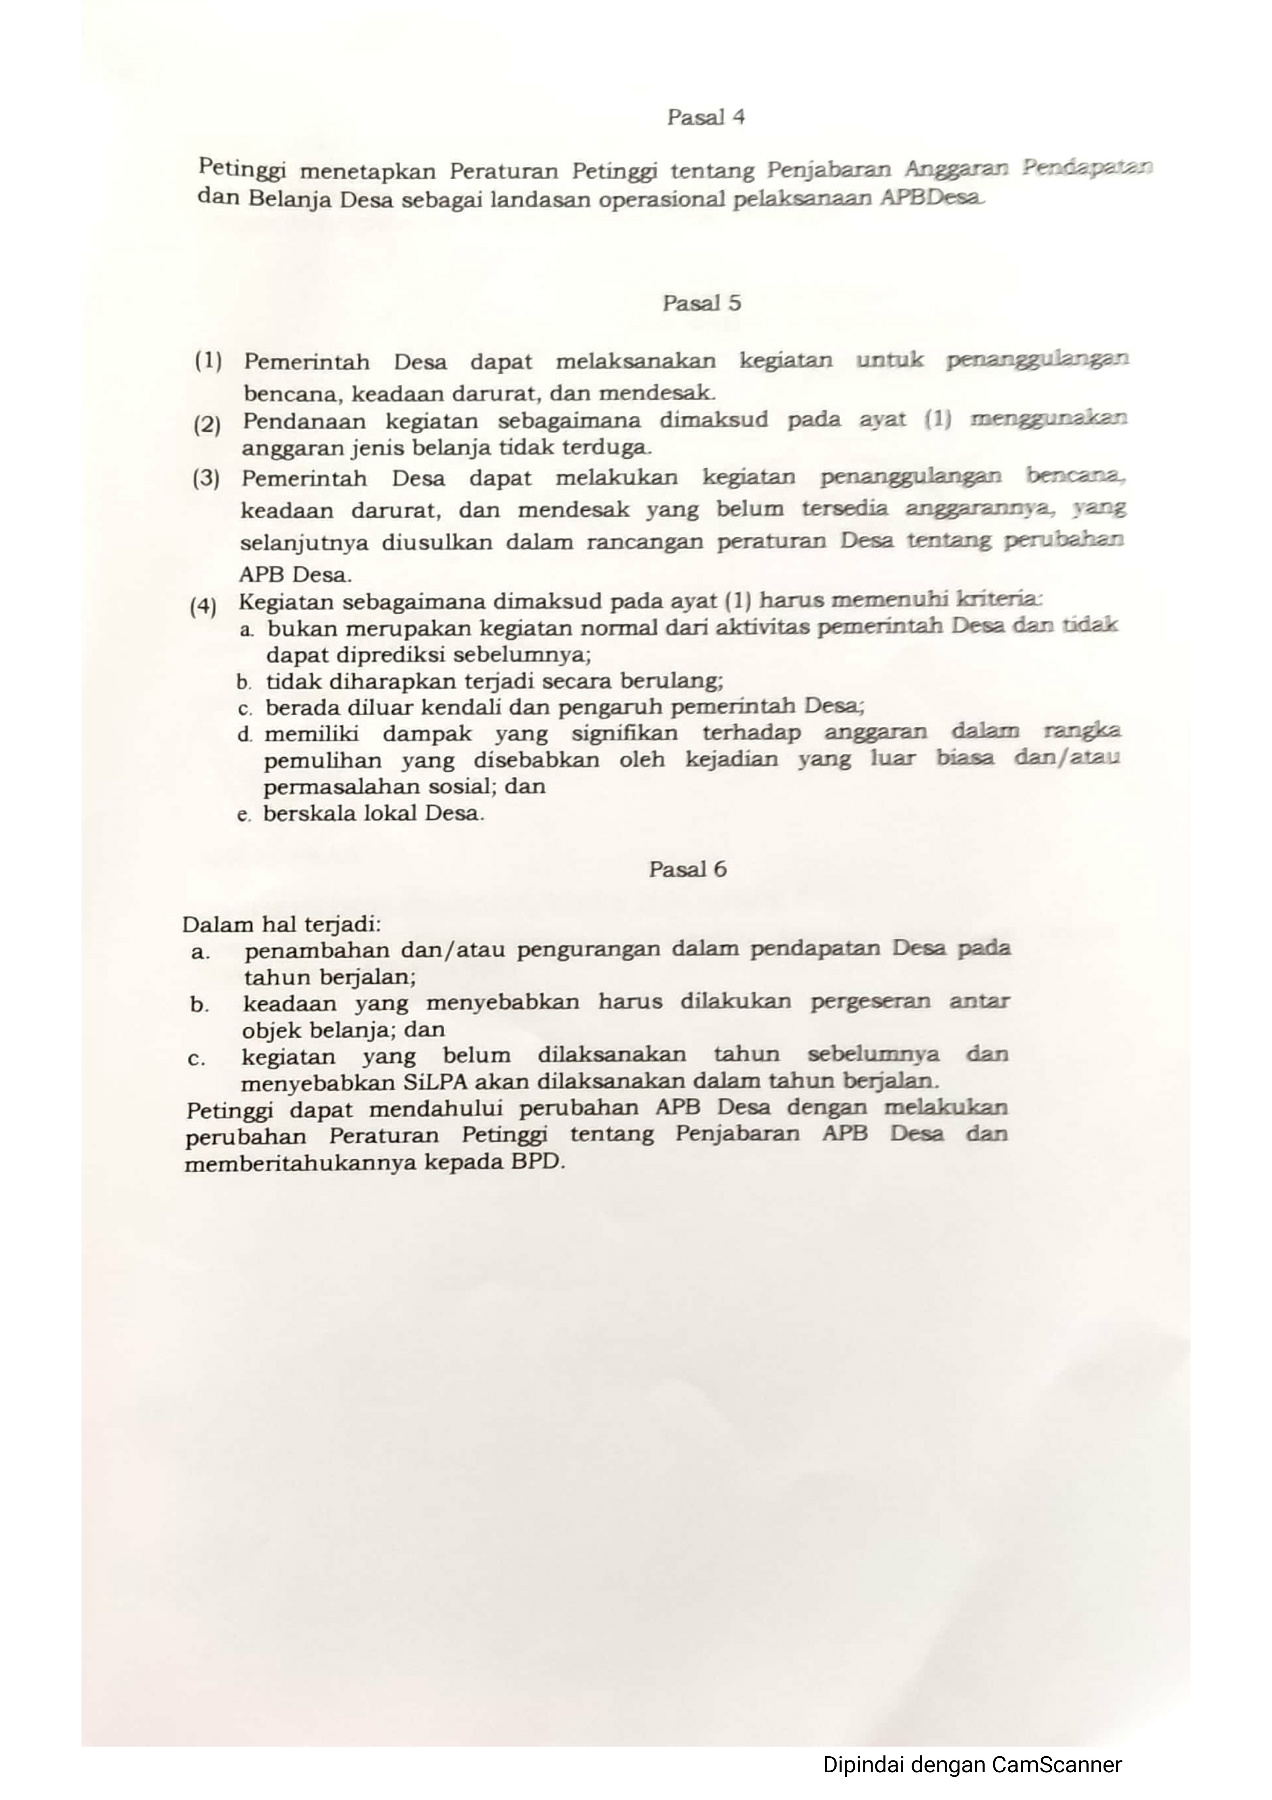 Pasal 4
Petinggi menetapkan Peraturan Petinggi tentang Penjabaran Anggaran Pendapatan
dan Belanja Desa sebagai landasan operasional pelaksanaan APBDesa.
Pasal 5
(1) Pemerintah Desa dapat melaksanakan kegiatan untuk penanggulangan
bencana, keadaan darurat, dan mendesak.
(2) Pendanaan kegiatan sebagaimana dimaksud pada ayat (1) menggunakan
anggaran jenis belanja tidak terduga.
(3) Pemerintah Desa dapat melakukan kegiatan penanggulangan bencana,
keadaan darurat, dan mendesak yang belum tersedia anggarannya, yang
selanjutnya diusulkan dalam rancangan peraturan Desa tentang perubahan
APB Desa.
(4) Kegiatan sebagaimana dimaksud pada ayat (1) harus memenuhi kriteria:
a. bukan merupakan kegiatan normal dari aktivitas pemerintah Desa dan tidak
dapat diprediksi sebelumnya;
b. tidak diharapkan terjadi secara berulang;
c. berada diluar kendali dan pengaruh pemerintah Desa;
d. memiliki dampak yang signifikan terhadap anggaran dalam rangka
pemulihan yang disebabkan oleh kejadian yang luar biasa dan/atau
permasalahan sosial; dan
e. berskala lokal Desa.
Pasal 6
Dalam hal terjadi:
a. penambahan dan/atau pengurangan dalam pendapatan Desa pada
tahun berjalan;
b. keadaan yang menyebabkan harus dilakukan pergeseran antar
objek belanja; dan
c. kegiatan yang belum dilaksanakan tahun sebelumnya dan
menyebabkan SiLPA akan dilaksanakan dalam tahun berjalan.
Petinggi dapat mendahului perubahan APB Desa dengan melakukan
perubahan Peraturan Petinggi tentang Penjabaran APB Desa dan
memberitahukannya kepada BPD.
Dipindai dengan CamScanner